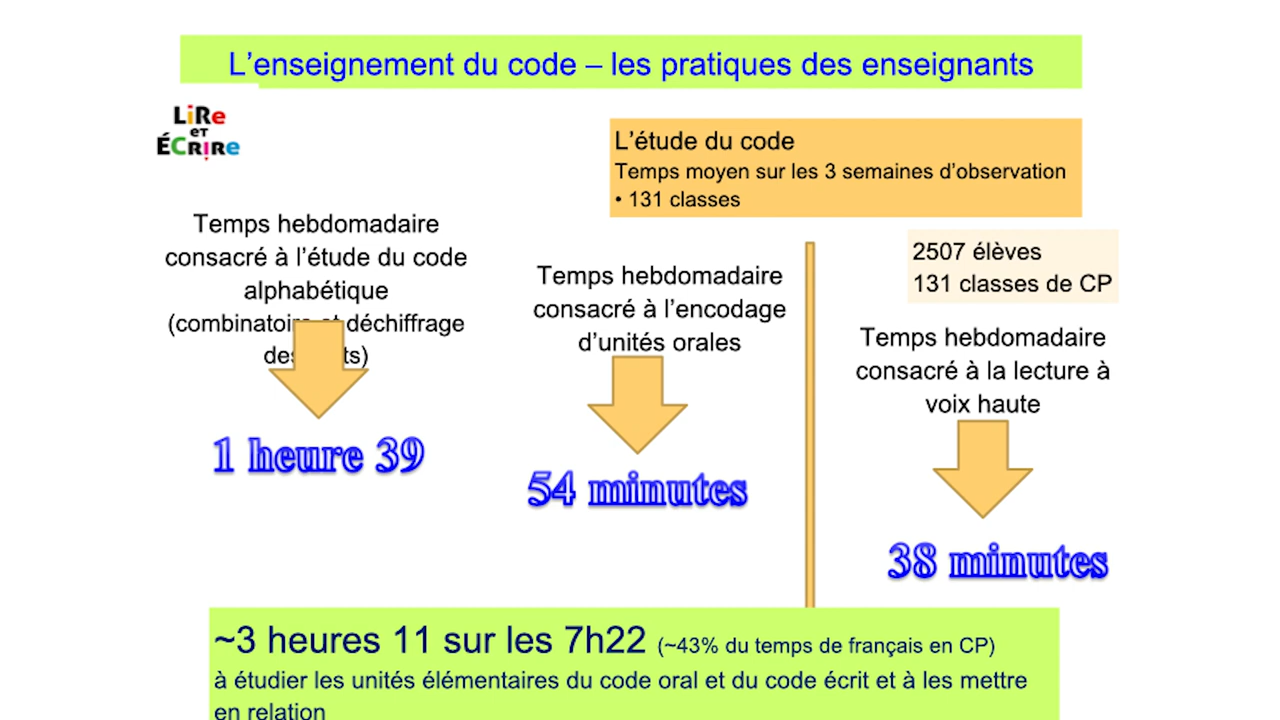 L’enseignement du code – les pratiques des enseignants
LiRe
ET
ÉCRiRE
L’étude du code
Temps moyen sur les 3 semaines d’observation
• 131 classes
Temps hebdomadaire
consacré à l’étude du code
alphabétique
(combinatoire et déchiffrage
1 heure 39
Temps hebdomadaire
consacré à l’encodage
d’unités orales
54 minutes
2507 élèves
131 classes de CP
Temps hebdomadaire
consacré à la lecture à
voix haute
38 minutes
~3 heures 11 sur les 7h22 (~43% du temps de français en CP)
à étudier les unités élémentaires du code oral et du code écrit et à les mettre
en relation